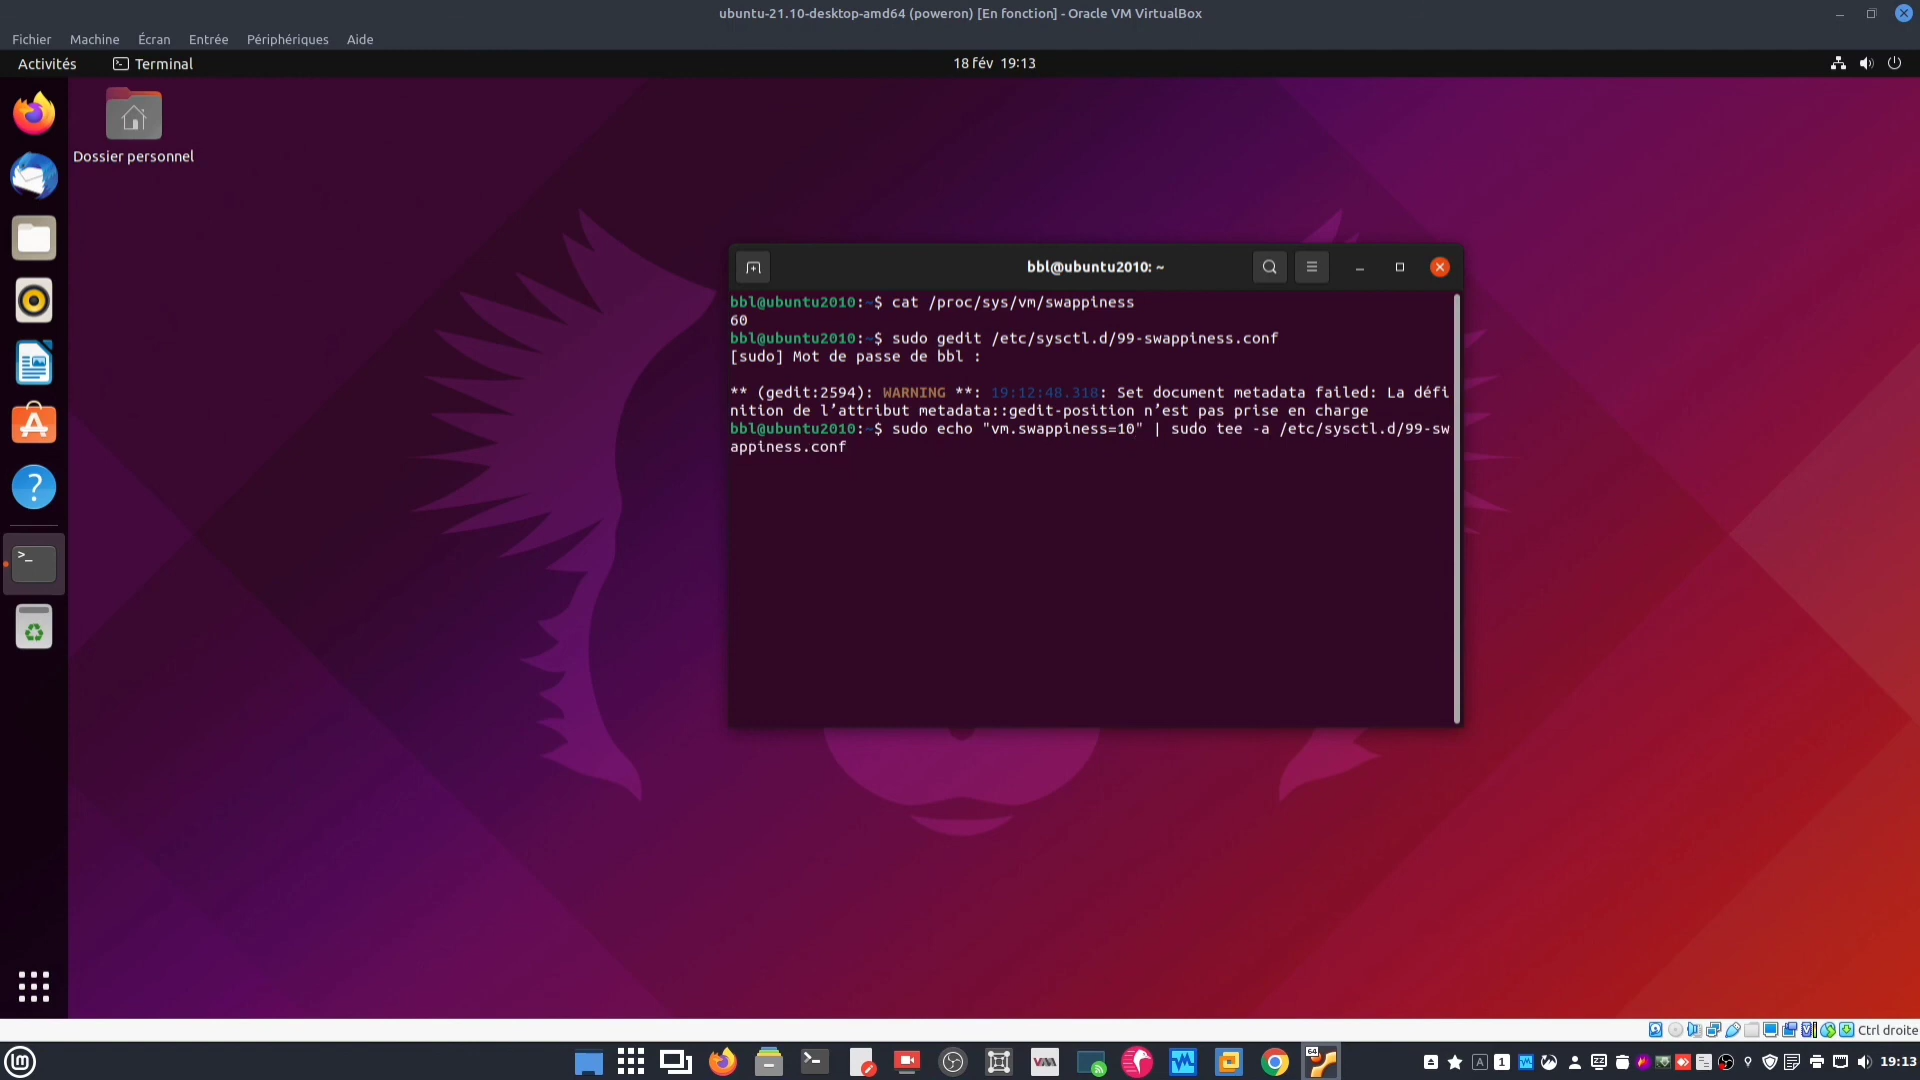 ubuntu-21.10-desktop-amd64 (poweron) [En fonction] - Oracle VM VirtualBox
Fichier Machine Écran Entrée Périphériques Aide
Activités Terminal 18 fév 19:13
Dossier personnel
bbl@ubuntu2010: ~
bbl@ubuntu2010:~$ cat /proc/sys/vm/swappiness
60
bbl@ubuntu2010:~$ sudo gedit /etc/sysctl.d/99-swappiness.conf
[sudo] Mot de passe de bbl :
** (gedit:2594): WARNING **: 19:12:48.318: Set document metadata failed: La défi
nition de l’attribut metadata::gedit-position n’est pas prise en charge
bbl@ubuntu2010:~$ sudo echo "vm.swappiness=10" | sudo tee -a /etc/sysctl.d/99-sw
appiness.conf
Ctrl droite
19:13